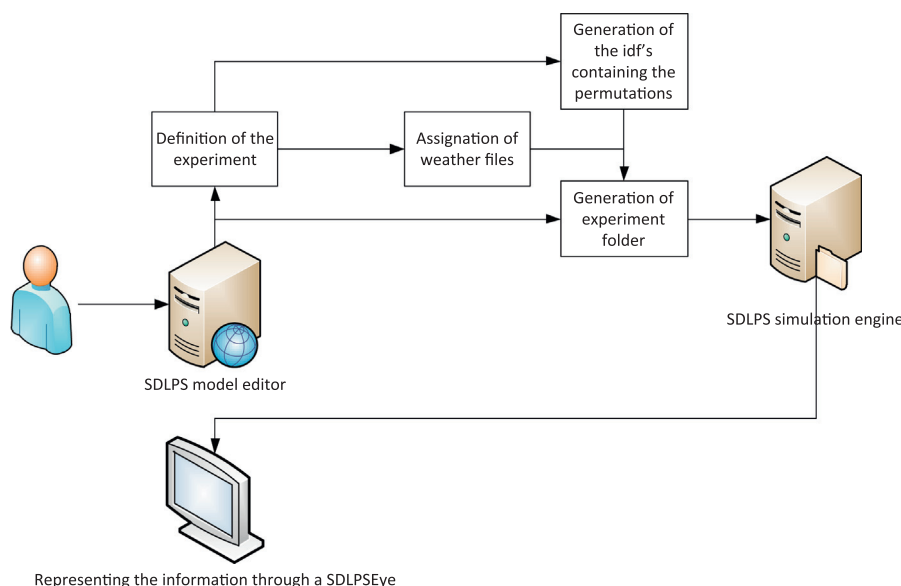 Generation of
the idf's
containing the
permutations
Definition of the
experiment
Assignation of
weather files
Generation of
experiment
folder
SDLPS simulation engine
SDLPS model editor
Representing the information through a SDLPSEye